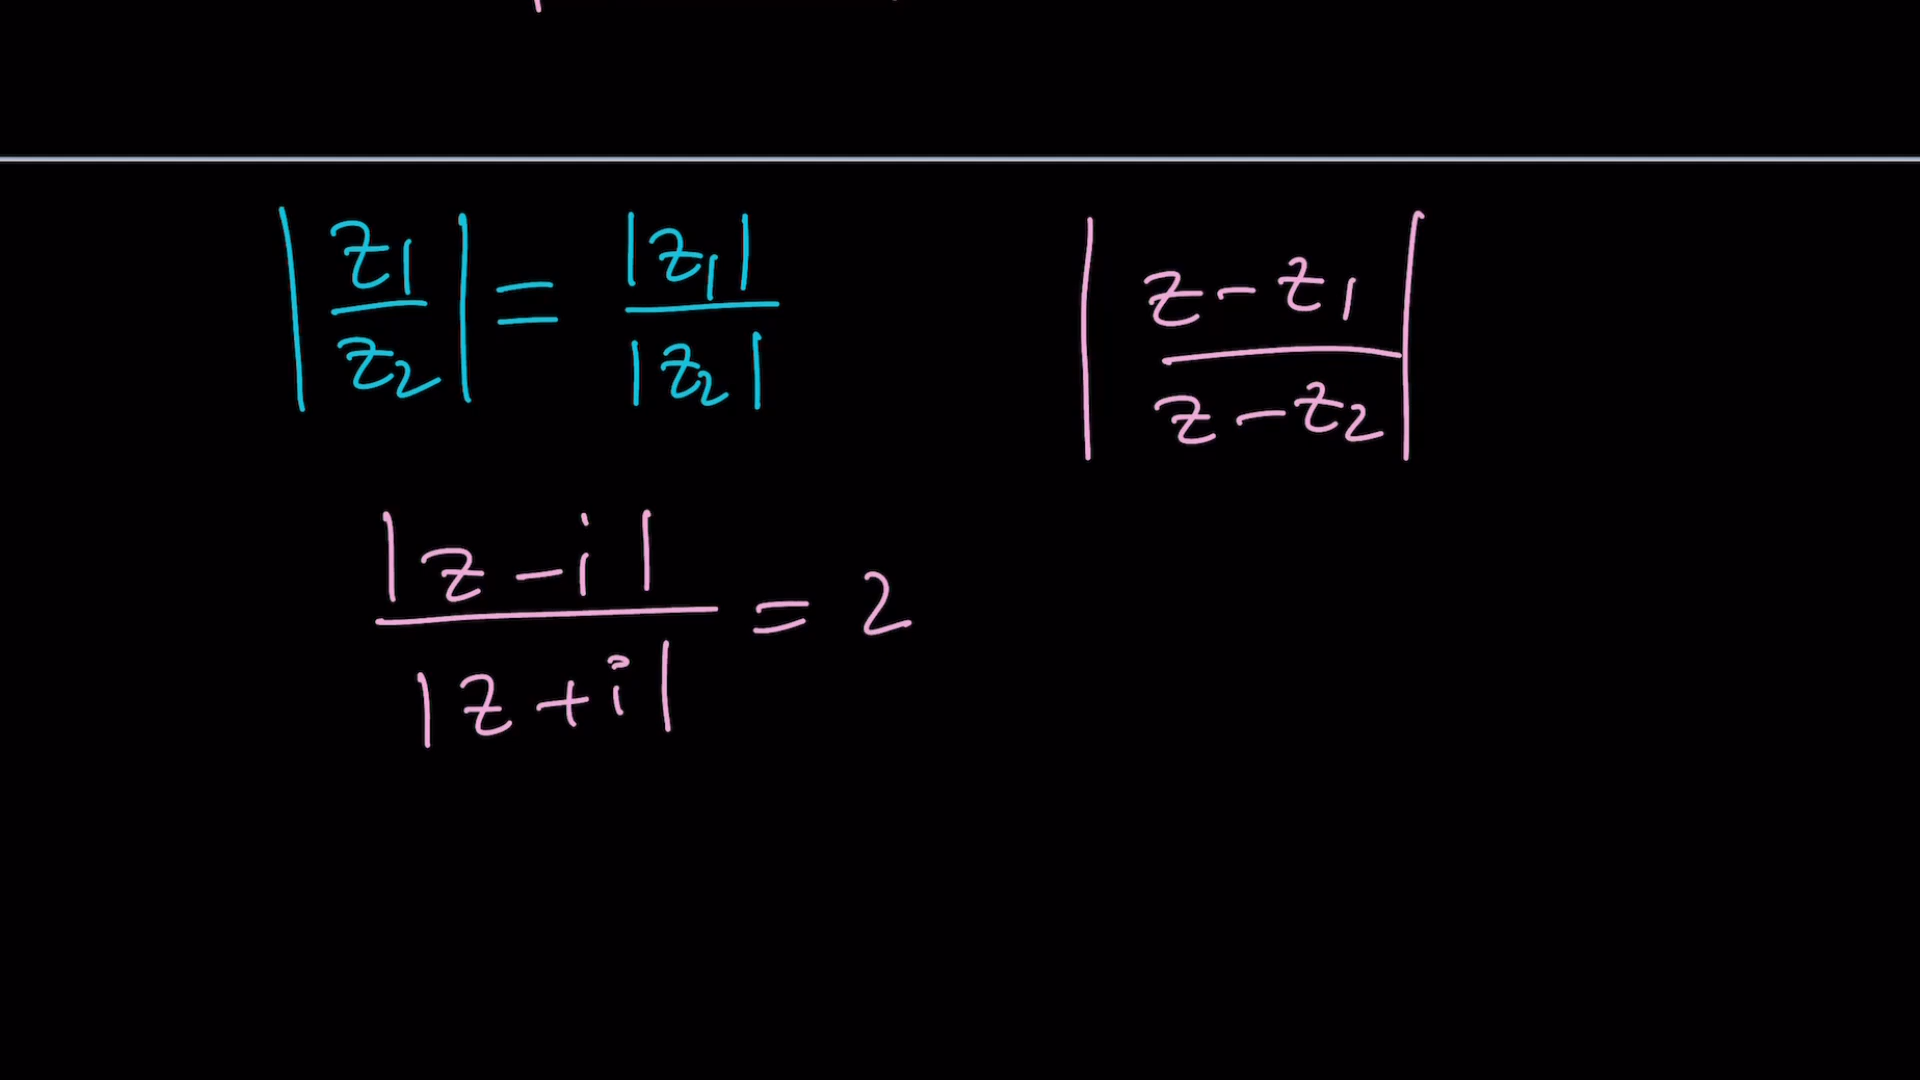 |z1/z2| = |z1|/|z2|
|z-z1/z-z2|
|z-i|/|z+i| = 2